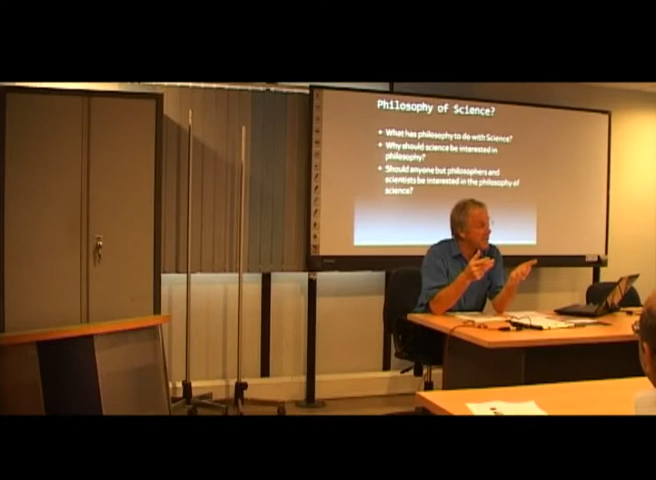 Philosophy of Science?
• What has philosophy to do with Science?
• Why should science be interested in
philosophy?
• Should anyone but philosophers and
scientists be interested in the philosophy of
science?